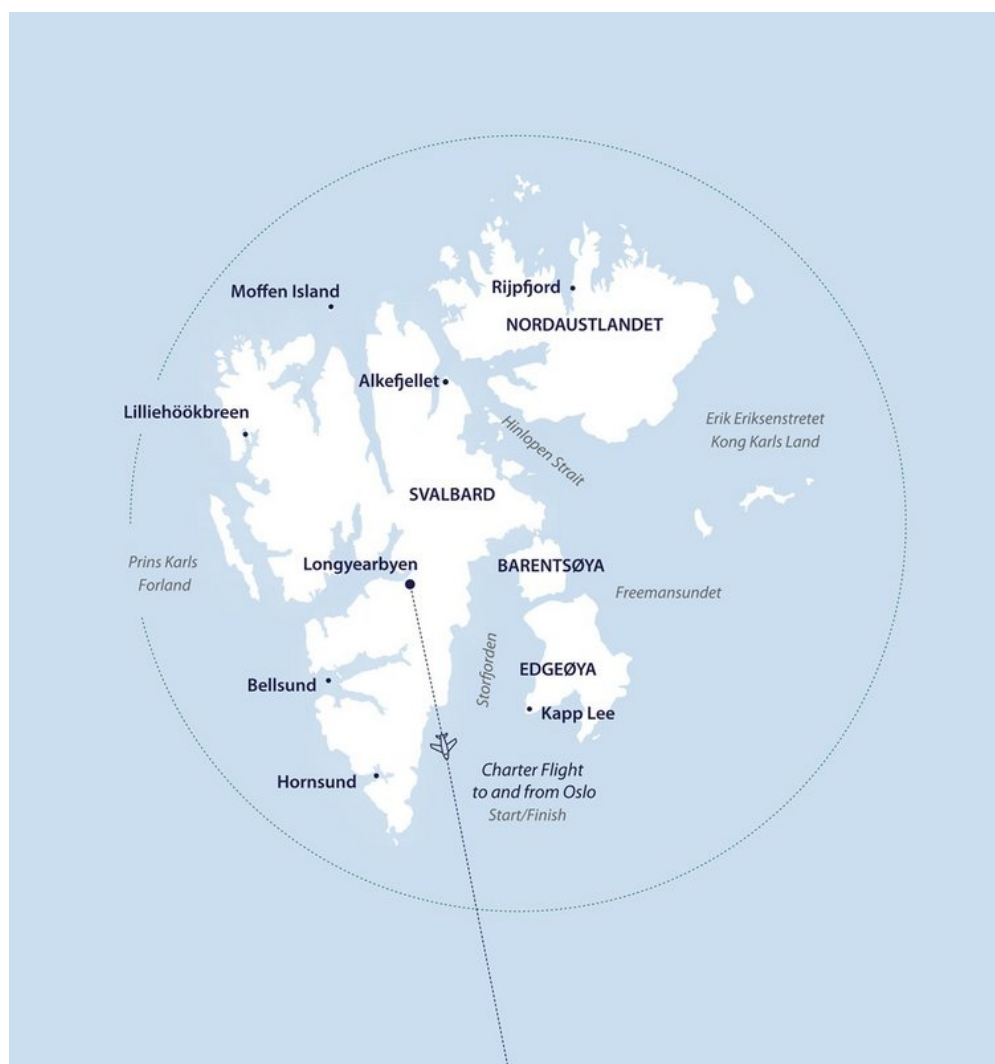 Moffen Island
Rijpfjord
NORDAUSTLANDET
Alkefjellet
Lilliehöökbreen
Erik Eriksenstretet
Kong Karls Land
Hinlopen Strait
SVALBARD
Prins Karls
Forland
Longyearbyen
BARENTSØYA
Freemansundet
Storfjorden
EDGEØYA
Bellsund
Kapp Lee
Hornsund
Charter Flight
to and from Oslo
Start/Finish